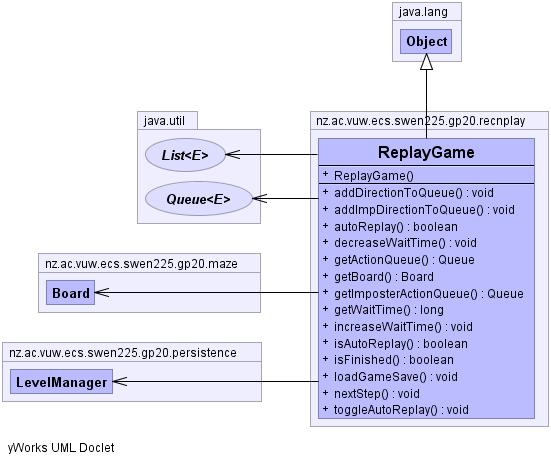 java.lang
Object
java.util
List<E>
Queue<E>
nz.ac.vuw.ecs.swen225.gp20.maze
Board
nz.ac.vuw.ecs.swen225.gp20.persistence
LevelManager
nz.ac.vuw.ecs.swen225.gp20.recnplay
ReplayGame
+ ReplayGame()
+ addDirectionToQueue() : void
+ addImpDirectionToQueue() : void
+ autoReplay() : boolean
+ decreaseWaitTime() : void
+ getActionQueue() : Queue
+ getBoard() : Board
+ getImposterActionQueue() : Queue
+ getWaitTime() : long
+ increaseWaitTime() : void
+ isAutoReplay() : boolean
+ isFinished() : boolean
+ loadGameSave() : void
+ nextStep() : void
+ toggleAutoReplay() : void
yWorks UML Doclet